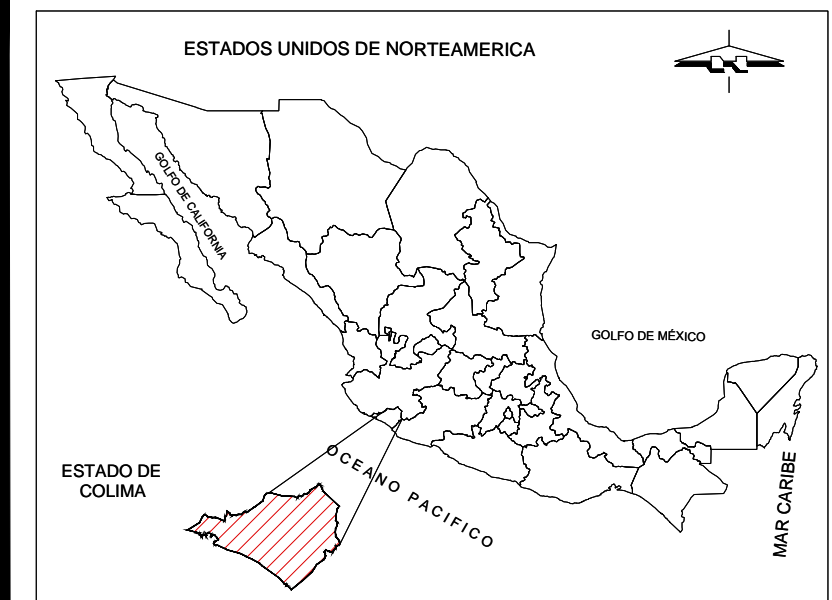 ESTADOS UNIDOS DE NORTEAMERICA
GOLFO DE CALIFORNIA
GOLFO DE MÉXICO
ESTADO DE
COLIMA
OCEANO PACIFICO
MAR CARIBE